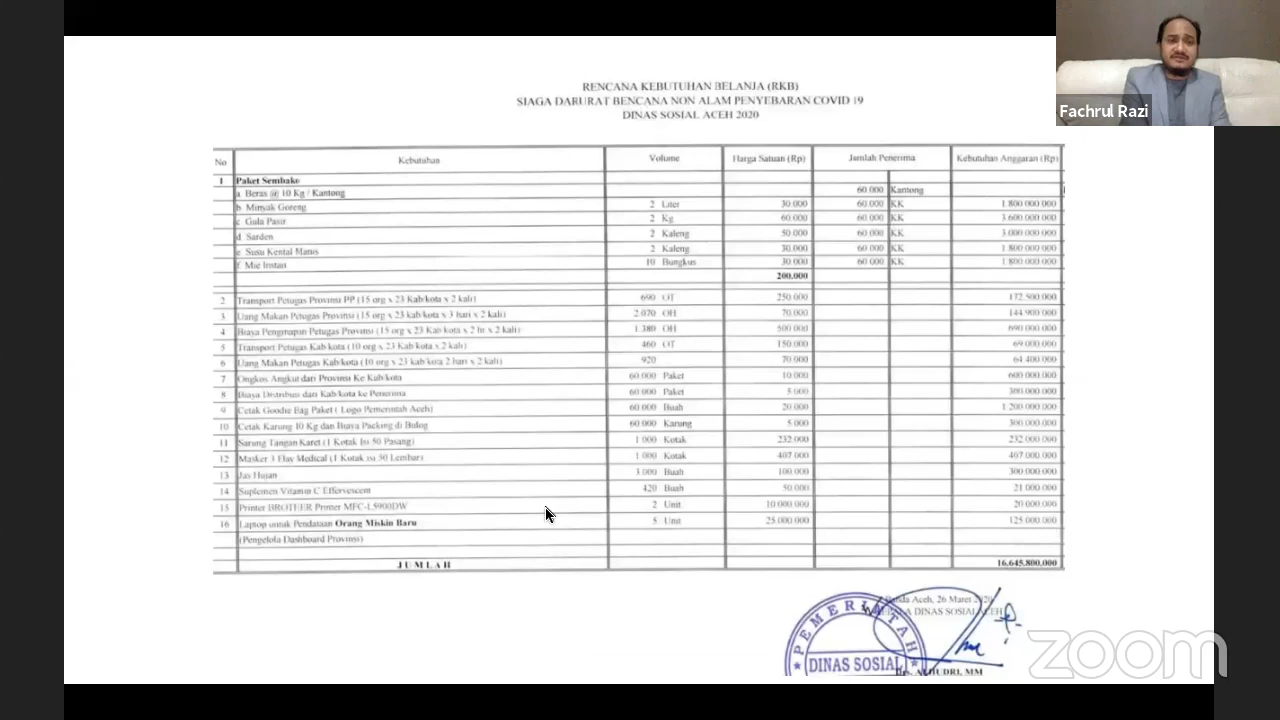 RENCANA KEBUTUHAN BELANJA (RKB)
SIAGA DARURAT BENCANA NON ALAM PENYEBARAN COVID 19
DINAS SOSIAL ACEH 2020
Fachrul Razi
No Kebutuhan Volume Harga Satuan (Rp) Jumlah Penerima Kebutuhan Anggaran (Rp)
1 Paket Sembako
a Beras @ 10 Kg / Kantong 60 000 Kantong
b Minyak Goreng 2 Liter 30 000 60 000 KK 1 800 000 000
c Gula Pasir 2 Kg 60 000 60 000 KK 3 600 000 000
d Sarden 2 Kaleng 50 000 60 000 KK 3 000 000 000
e Susu Kental Manis 2 Kaleng 30 000 60 000 KK 1 800 000 000
f Mie Instan 10 Bungkus 30 000 60 000 KK 1 800 000 000
200,000
2 Transport Petugas Provinsi PP (15 org x 23 Kab/kota x 2 kali) 690 OT 250 000 172 500 000
3 Uang Makan Petugas Provinsi (15 org x 23 Kab/kota x 3 hari x 2 kali) 2 070 OH 70 000 144 900 000
4 Biaya Penginapan Petugas Provinsi (15 org x 23 Kab/kota x 2 hr x 2 kali) 1 380 OH 500 000 690 000 000
5 Transport Petugas Kab/kota (10 org x 23 Kab/kota x 2 kali) 460 OT 150 000 69 000 000
6 Uang Makan Petugas Kab/kota (10 org x 23 kab/kota 2 hari x 2 kali) 920 70 000 64 400 000
7 Ongkos Angkut dari Provinsi Ke Kab/kota 60 000 Paket 10 000 600 000 000
8 Biaya Distribusi dari Kab/kota ke Penerima 60 000 Paket 5 000 300 000 000
9 Cetak Goodie Bag Paket ( Logo Pemerintah Aceh) 60 000 Buah 20 000 1 200 000 000
10 Cetak Karung 10 Kg dan Biaya Packing di Bulog 60 000 Karung 5 000 300 000 000
11 Sarung Tangan Karet (1 Kotak Isi 50 Pasang) 1 000 Kotak 232 000 232 000 000
12 Masker 3 Play Medical (1 Kotak isi 50 Lembar) 1 000 Kotak 407 000 407 000 000
13 Jas Hujan 3 000 Buah 100 000 300 000 000
14 Suplemen Vitamin C Effervescent 420 Buah 50 000 21 000 000
15 Printer BROTHER Printer MFC-L5900DW 2 Unit 10 000 000 20 000 000
16 Laptop untuk Pendataan Orang Miskin Baru 5 Unit 25 000 000 125 000 000
(Pengelola Dashboard Provinsi)
JUMLAH 16,645,800,000
Aceh, 26 Maret
DINAS SOSIAL ACEH
PEMERINTAH
DINAS SOSIAL
MM
zoom